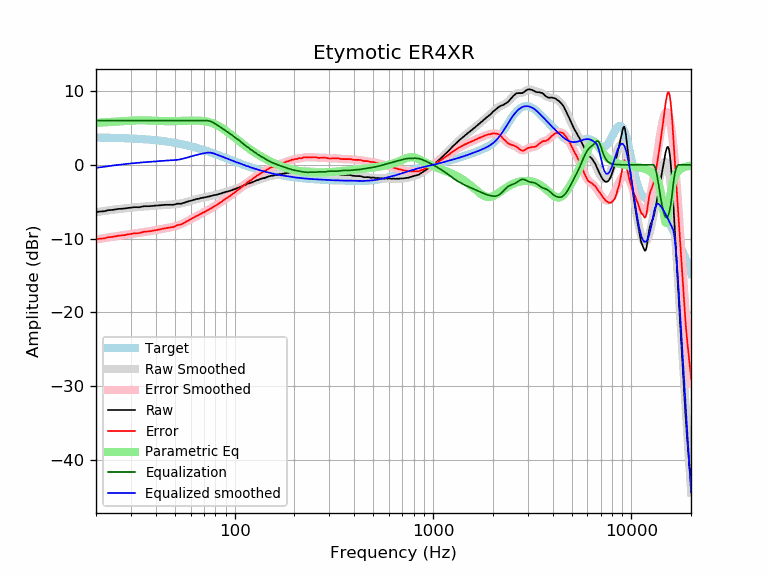 Etymotic ER4XR
10
0
−10
−20
−30
−40
Amplitude (dBr)
Target
Raw Smoothed
Error Smoothed
Raw
Error
Parametric Eq
Equalization
Equalized smoothed
100
1000
10000
Frequency (Hz)